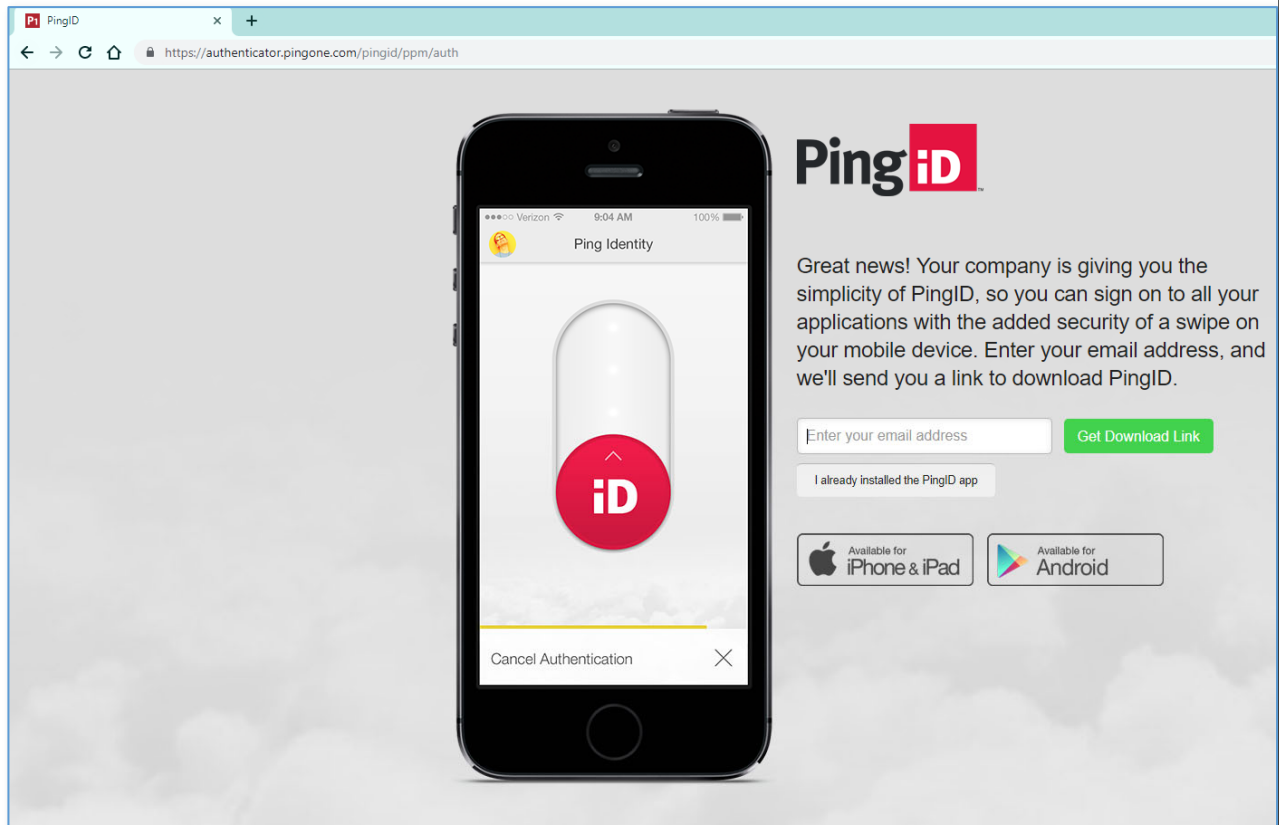 P1 PingID
https://authenticator.pingone.com/pingid/ppm/auth
Verizon 9:04 AM 100%
Ping Identity
iD
Cancel Authentication
Ping iD ™
Great news! Your company is giving you the
simplicity of PingID, so you can sign on to all your
applications with the added security of a swipe on
your mobile device. Enter your email address, and
we'll send you a link to download PingID.
Enter your email address
Get Download Link
I already installed the PingID app
Available for
iPhone & iPad
Available for
Android